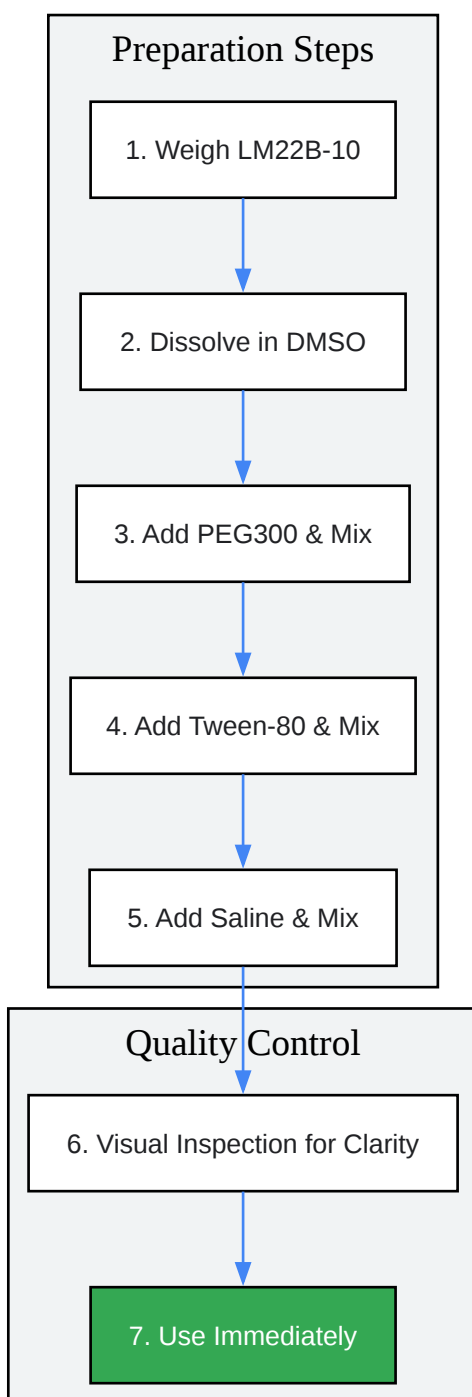 Preparation Steps
1. Weigh LM22B-10
2. Dissolve in DMSO
3. Add PEG300 & Mix
4. Add Tween-80 & Mix
5. Add Saline & Mix
Quality Control
6. Visual Inspection for Clarity
7. Use Immediately